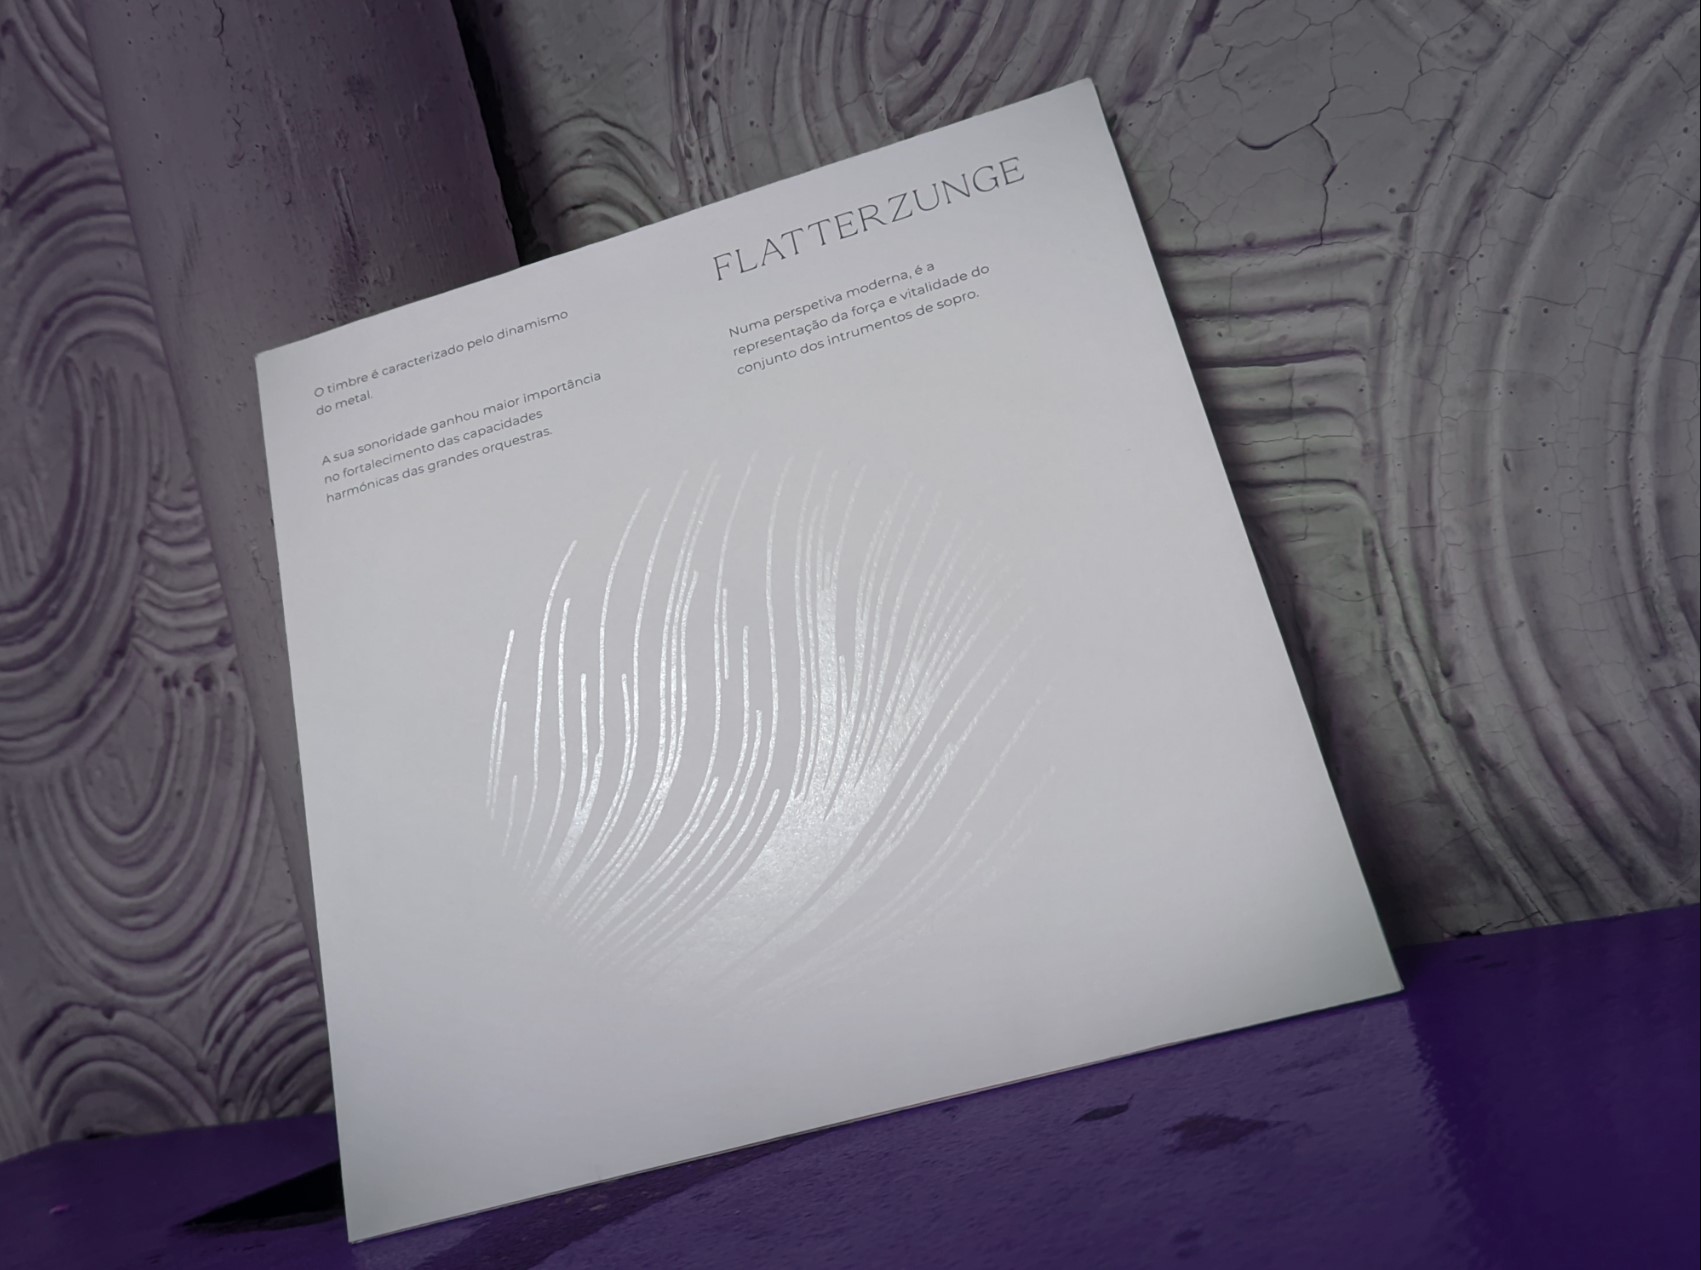 FLATTERZUNGE
O timbre é caracterizado pelo dinamismo
do metal.
A sua sonoridade ganhou maior importância
no fortalecimento das capacidades
harmónicas das grandes orquestras.
Numa perspetiva moderna, é a
representação da força e vitalidade do
conjunto dos intrumentos de sopro.